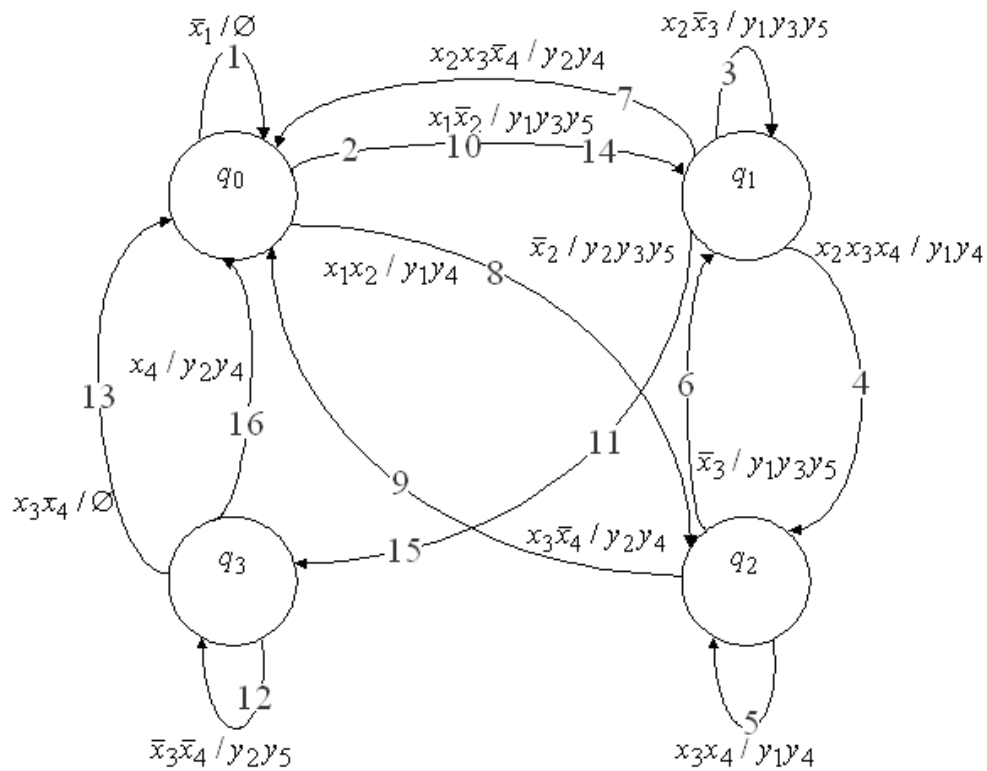 x̅₁ / ∅
1
x₂x̅₃ / y₁y₃y₅
3
x₂x₃x̅₄ / y₂y₄
7
x₁x̅₂ / y₁y₃y₅
2
10
14
q₀
q₁
x̅₂ / y₂y₃y₅
x₂x₃x₄ / y₁y₄
x₁x₂ / y₁y₄
8
x₄ / y₂y₄
13
6
4
16
11
x̅₃ / y₁y₃y₅
9
x₃x̅₄ / ∅
x₃x̅₄ / y₂y₄
15
q₃
q₂
12
5
x̅₃x̅₄ / y₂y₅
x₃x₄ / y₁y₄